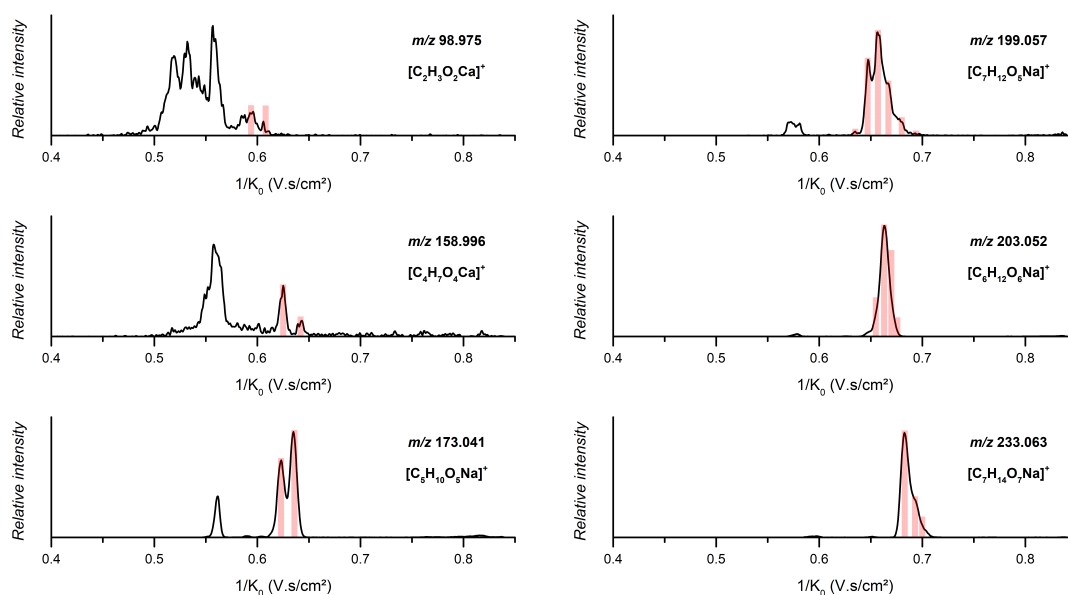 Relative intensity
m/z 98.975
[C₂H₃O₂Ca]⁺
0.4 0.5 0.6 0.7 0.8
1/K₀ (V.s/cm²)
Relative intensity
m/z 199.057
[C₇H₁₂O₅Na]⁺
0.4 0.5 0.6 0.7 0.8
1/K₀ (V.s/cm²)
Relative intensity
m/z 158.996
[C₄H₇O₄Ca]⁺
0.4 0.5 0.6 0.7 0.8
1/K₀ (V.s/cm²)
Relative intensity
m/z 203.052
[C₆H₁₂O₆Na]⁺
0.4 0.5 0.6 0.7 0.8
1/K₀ (V.s/cm²)
Relative intensity
m/z 173.041
[C₅H₁₀O₅Na]⁺
0.4 0.5 0.6 0.7 0.8
1/K₀ (V.s/cm²)
Relative intensity
m/z 233.063
[C₇H₁₄O₇Na]⁺
0.4 0.5 0.6 0.7 0.8
1/K₀ (V.s/cm²)